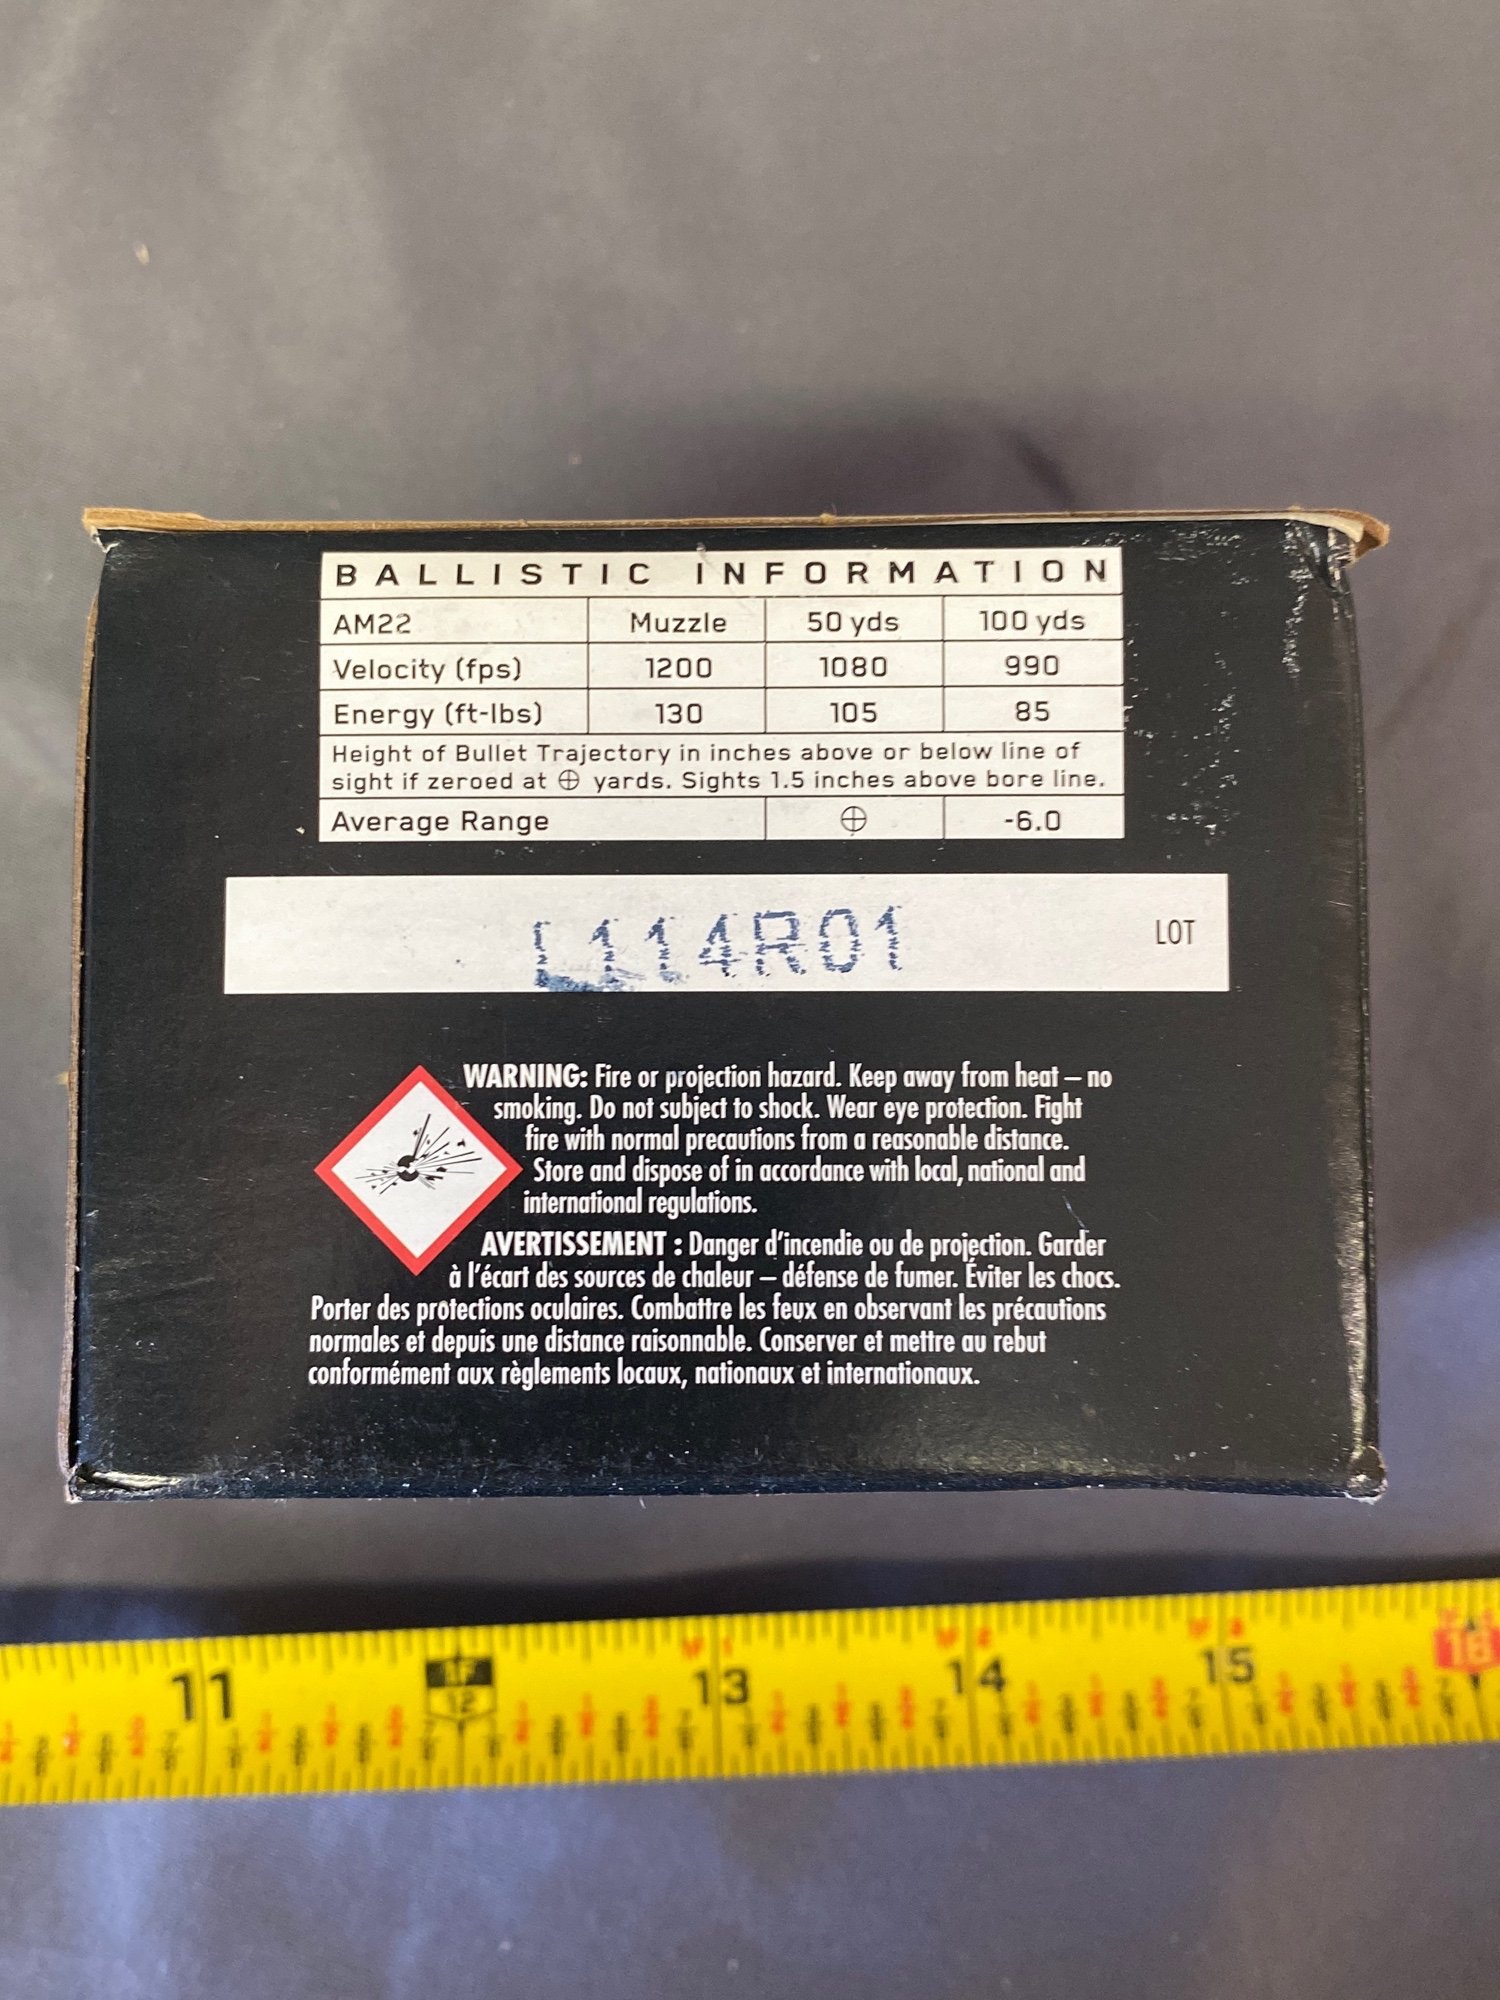 BALLISTIC INFORMATION
AM22 Muzzle 50 yds 100 yds
Velocity (fps) 1200 1080 990
Energy (ft-lbs) 130 105 85
Height of Bullet Trajectory in inches above or below line of
sight if zeroed at ⊕ yards. Sights 1.5 inches above bore line.
Average Range ⊕ -6.0
L114R01 LOT
WARNING: Fire or projection hazard. Keep away from heat – no
smoking. Do not subject to shock. Wear eye protection. Fight
fire with normal precautions from a reasonable distance.
Store and dispose of in accordance with local, national and
international regulations.
AVERTISSEMENT : Danger d'incendie ou de projection. Garder
à l'écart des sources de chaleur – défense de fumer. Éviter les chocs.
Porter des protections oculaires. Combattre les feux en observant les précautions
normales et depuis une distance raisonnable. Conserver et mettre au rebut
conformément aux règlements locaux, nationaux et internationaux.
11 12 13 14 15 16